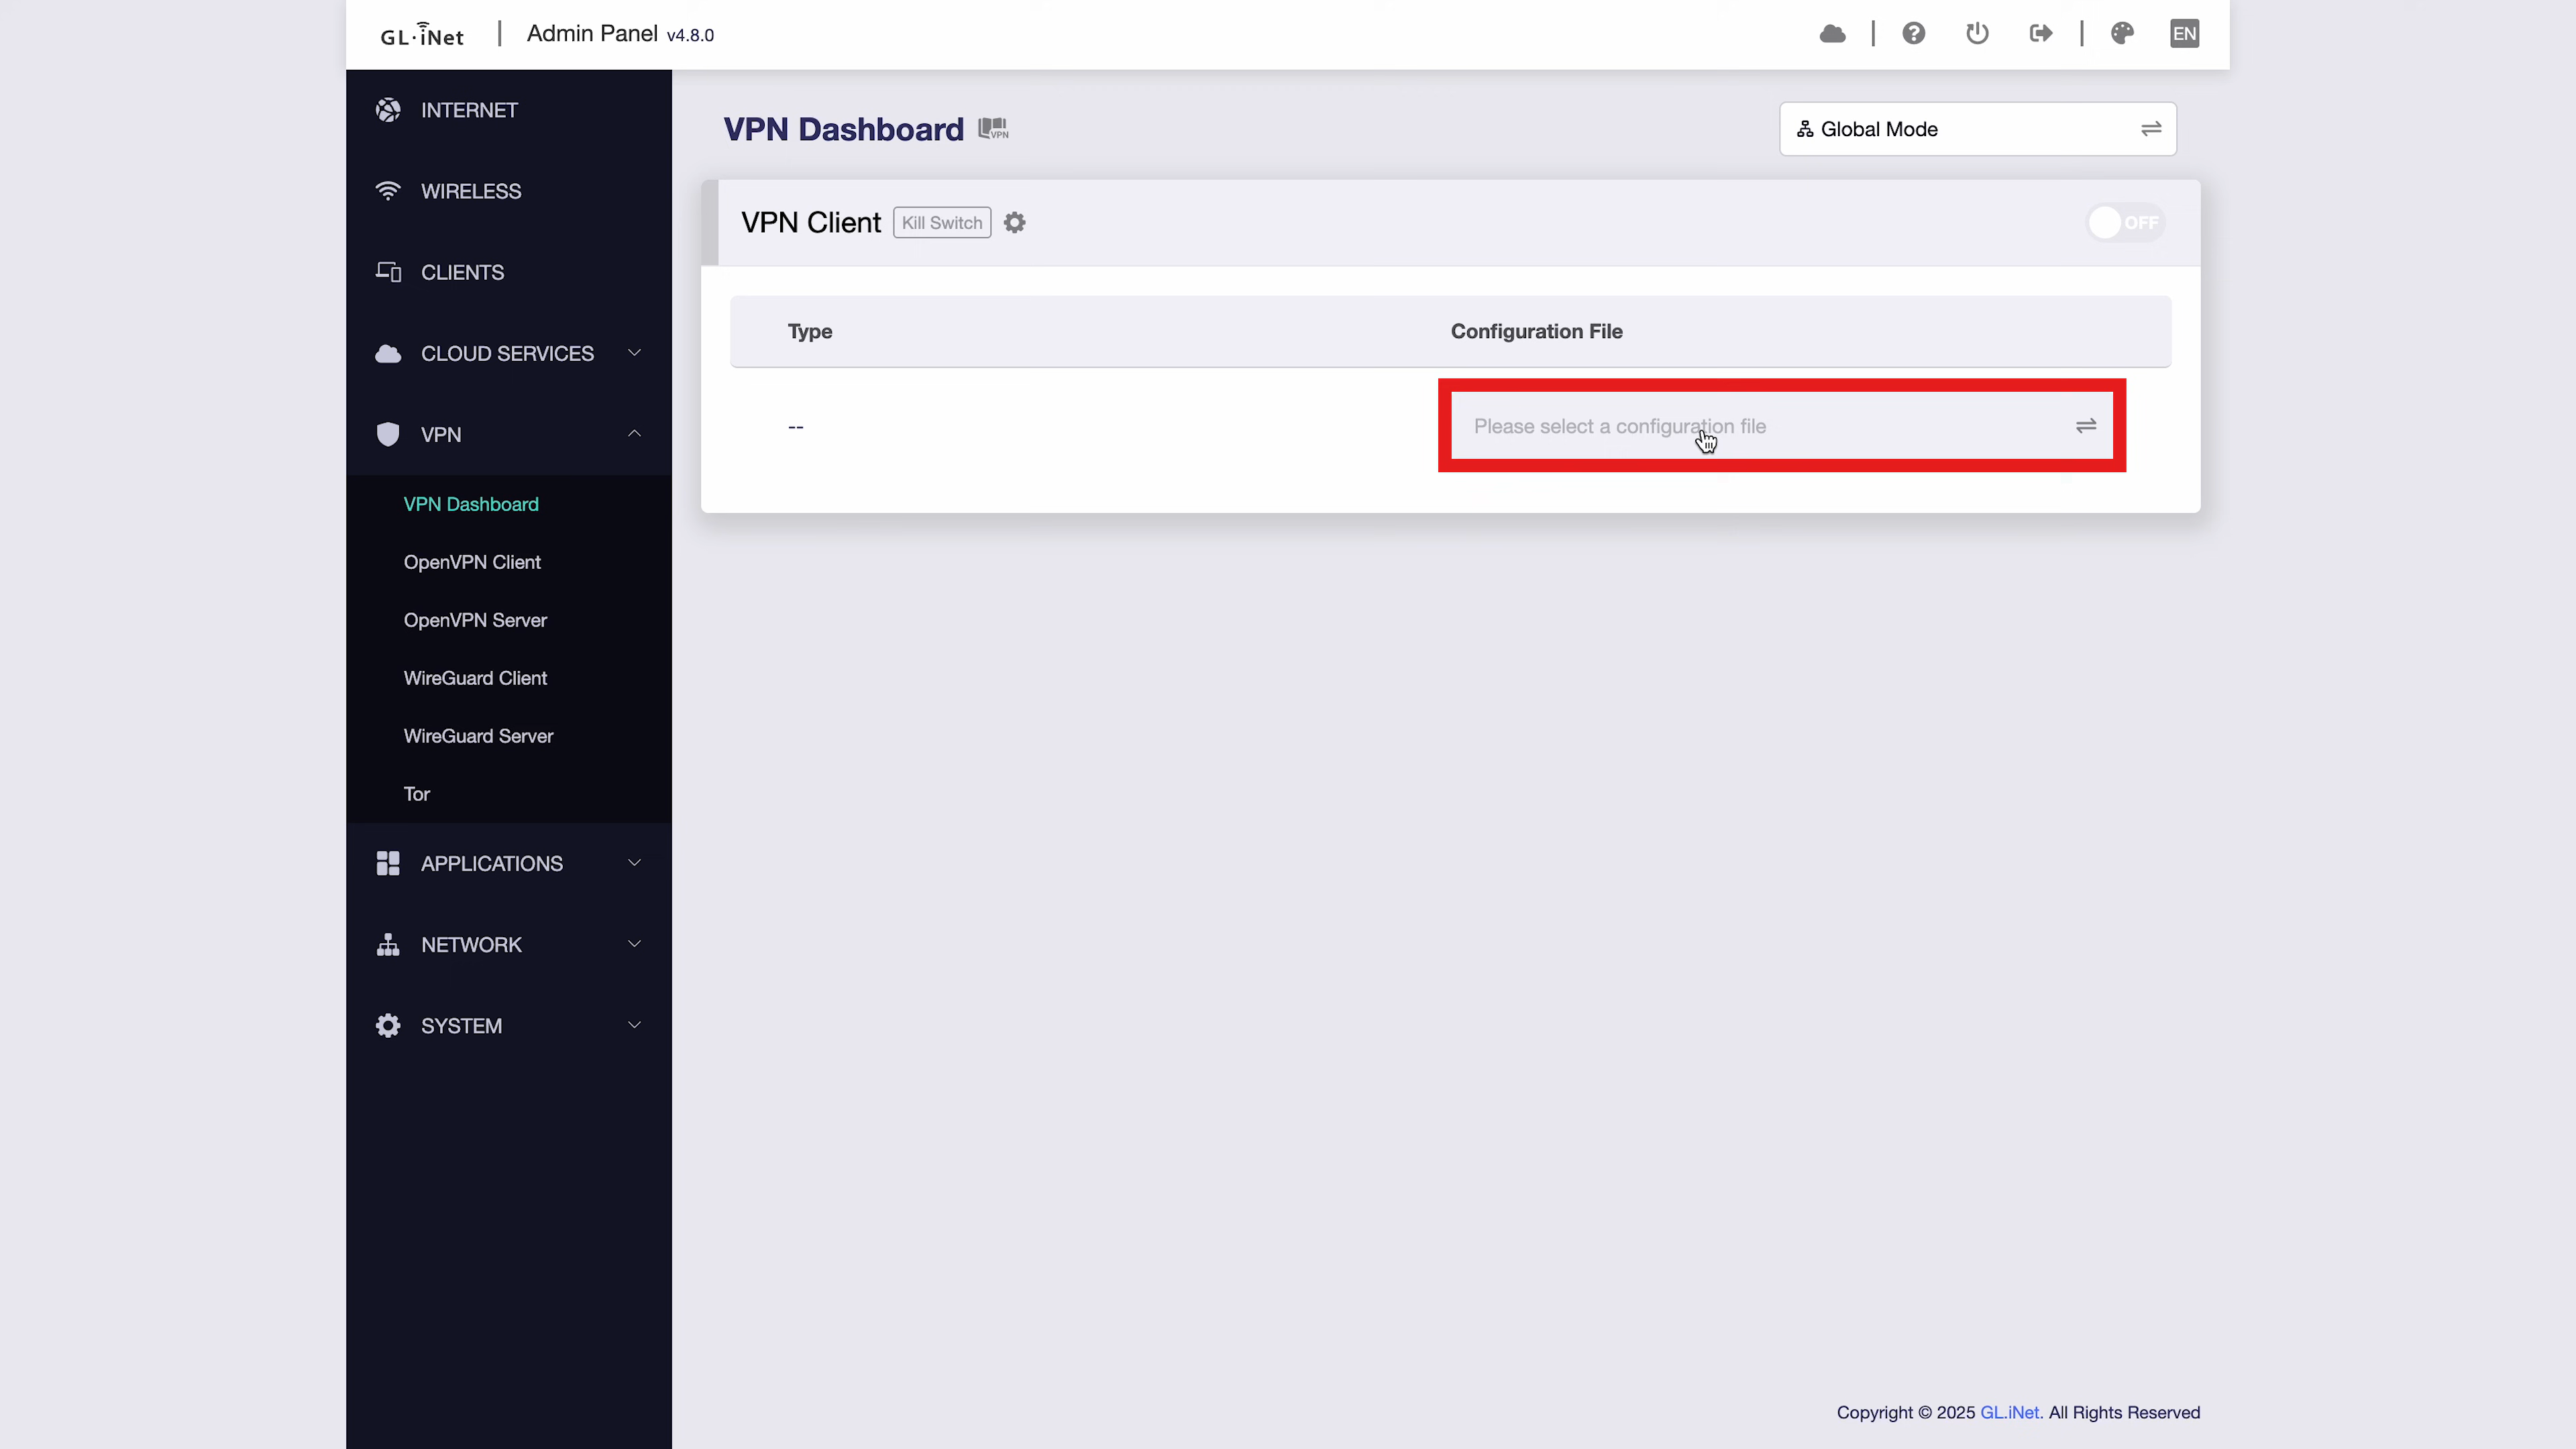 GL·iNet | Admin Panel v4.8.0
EN
INTERNET
WIRELESS
CLIENTS
CLOUD SERVICES
VPN
VPN Dashboard
OpenVPN Client
OpenVPN Server
WireGuard Client
WireGuard Server
Tor
APPLICATIONS
NETWORK
SYSTEM
VPN Dashboard VPN
Global Mode
VPN Client Kill Switch
OFF
Type Configuration File
-- Please select a configuration file
Copyright © 2025 GL.iNet. All Rights Reserved